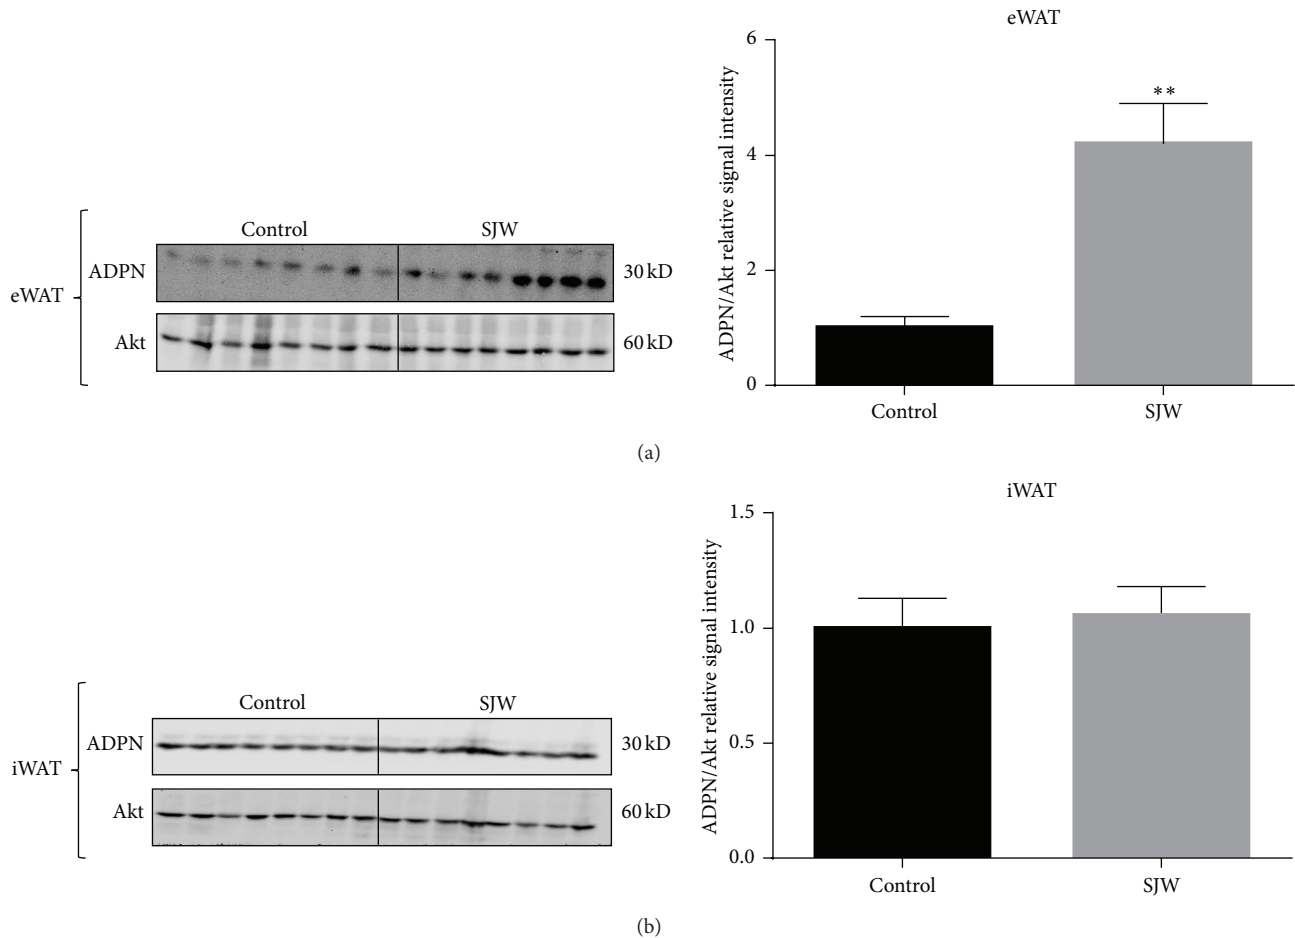 eWAT
Control SJW
ADPN 30 kD
Akt 60 kD
eWAT
ADPN/Akt relative signal intensity
6
4
2
0
**
Control SJW
(a)
iWAT
Control SJW
ADPN 30 kD
Akt 60 kD
iWAT
ADPN/Akt relative signal intensity
1.5
1.0
0.5
0.0
Control SJW
(b)